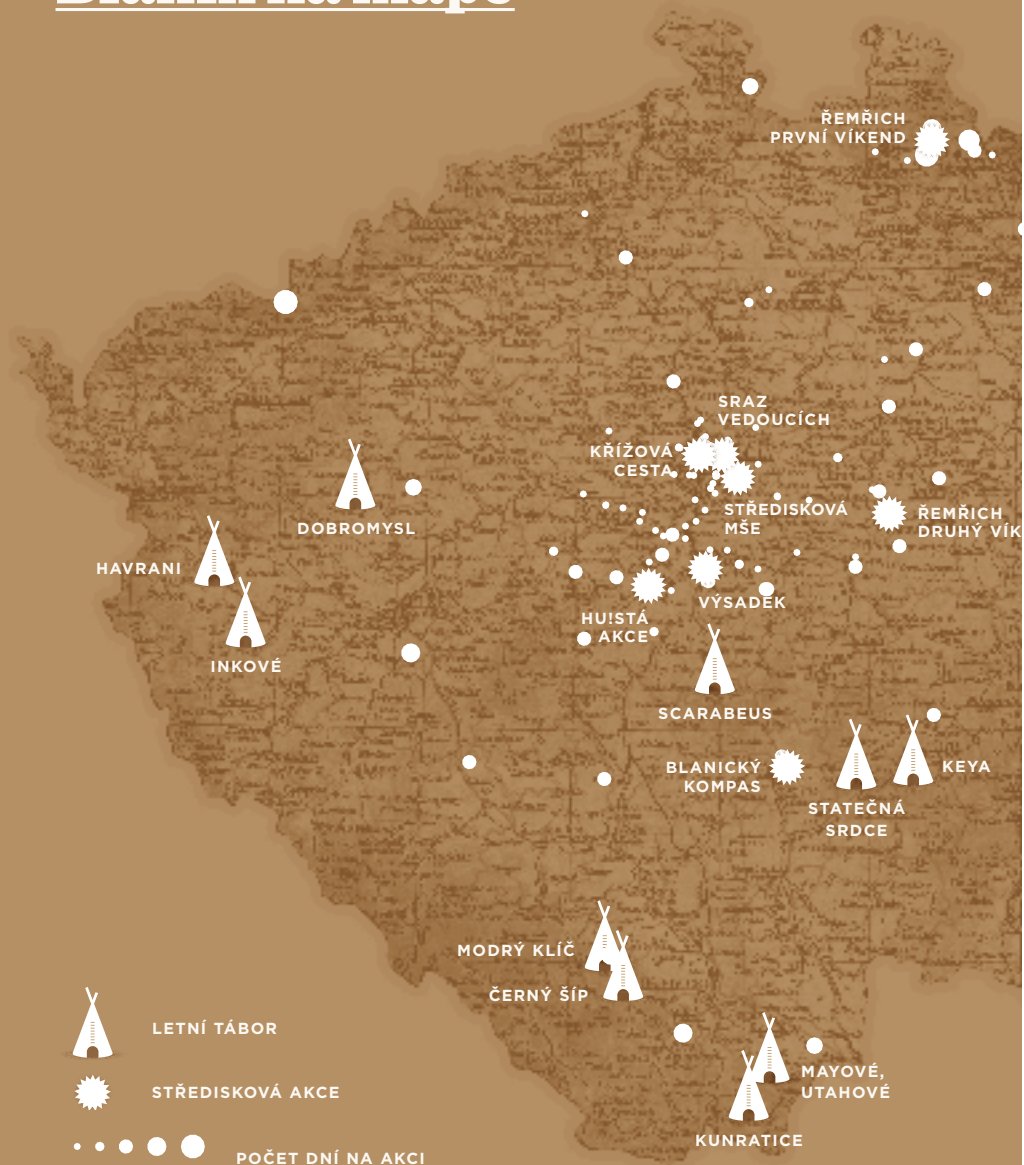 ŘEMŘICH
PRVNÍ VÍKEND
SRAZ
VEDOUCÍCH
KŘÍŽOVÁ
CESTA
STŘEDISKOVÁ
MŠE
ŘEMŘICH
DRUHÝ VÍK
DOBROMYSL
HAVRANI
INKOVÉ
VÝSADEK
HU!STÁ
AKCE
SCARABEUS
BLANICKÝ
KOMPAS
KEYA
STATEČNÁ
SRDCE
MODRÝ KLÍČ
ČERNÝ ŠÍP
MAYOVÉ,
UTAHOVÉ
KUNRATICE
LETNÍ TÁBOR
STŘEDISKOVÁ AKCE
POČET DNÍ NA AKCI